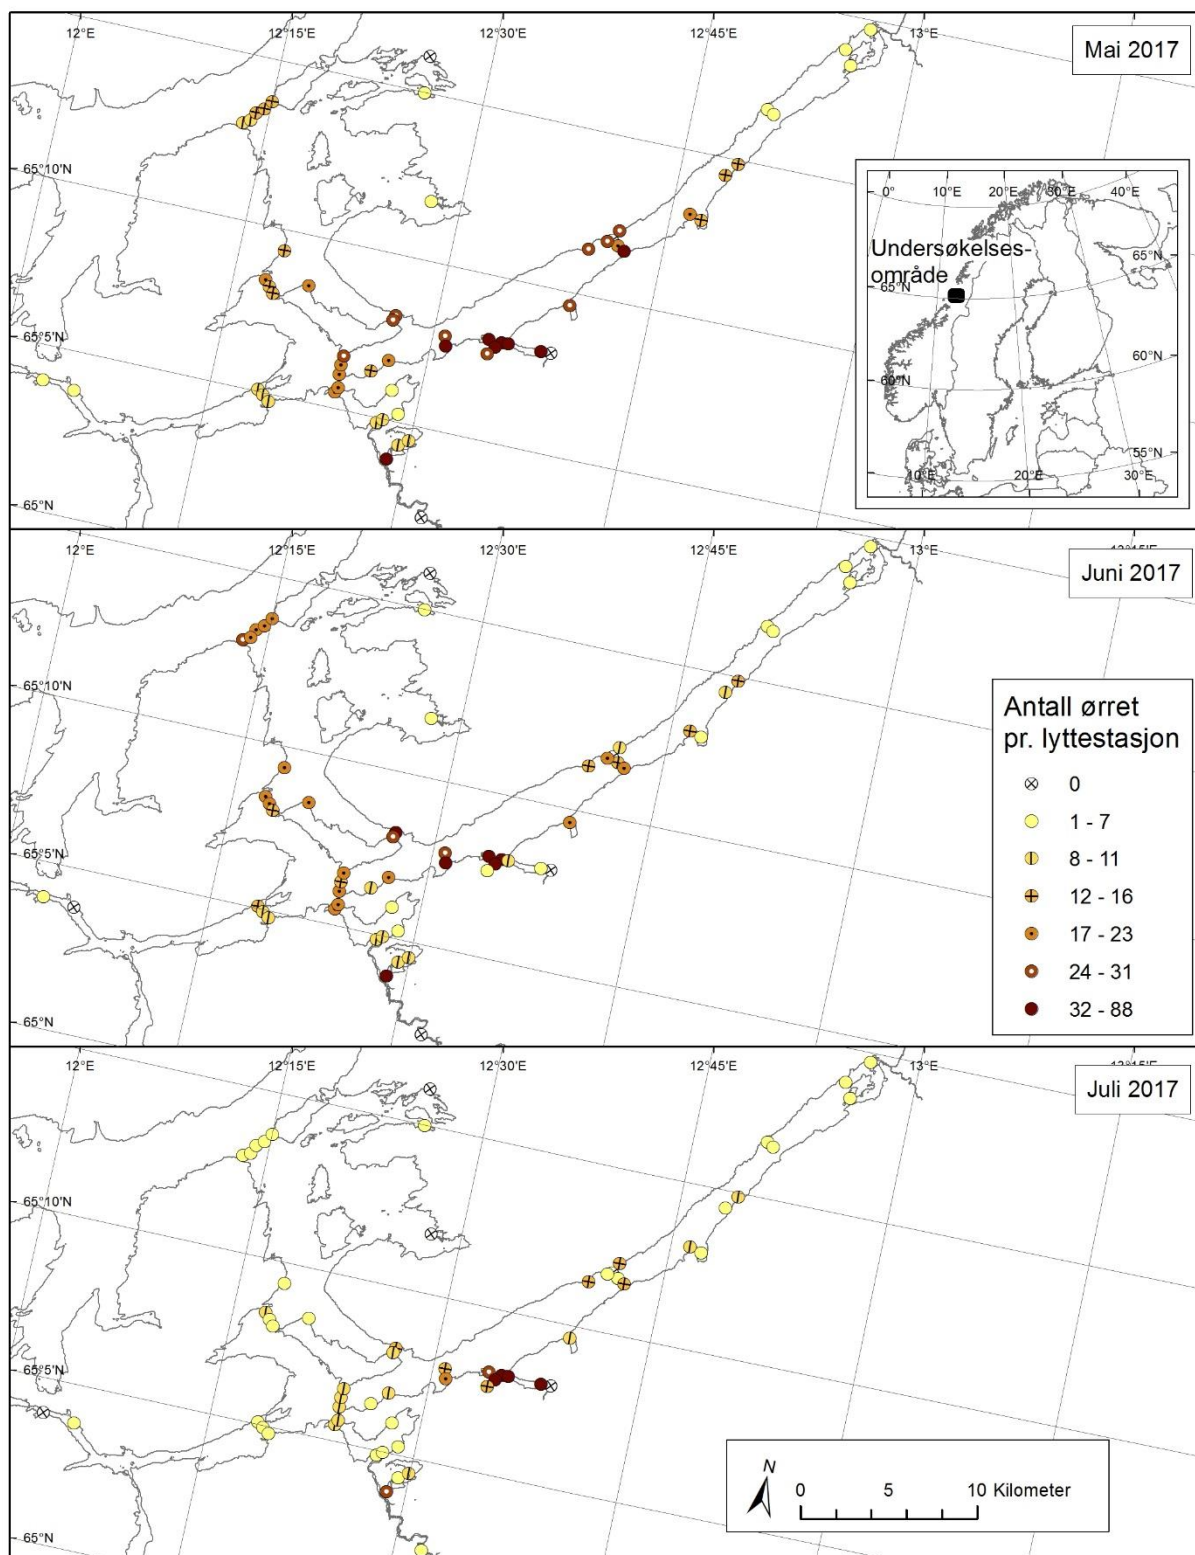 12°E
12°15'E
12°30'E
12°45'E
13°E
Mai 2017
65°10'N
65°5'N
65°N
0°
10°E
20°E
30°E
40°E
Undersøkelses-
område
65°N
65°N
60°N
60°N
55°N
10°E
20°E
30°E
12°15'E
12°30'E
12°45'E
13°E
Juni 2017
65°10'N
65°5'N
65°N
Antall ørret
pr. lyttestasjon
0
1 - 7
8 - 11
12 - 16
17 - 23
24 - 31
32 - 88
12°E
12°15'E
12°30'E
12°45'E
13°E
Juli 2017
65°10'N
65°5'N
65°N
N
0 5 10 Kilometer